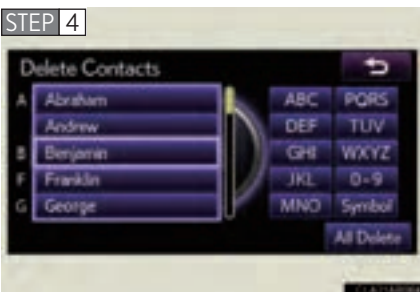 STEP 4
Delete Contacts
A Abraham
Andrew
B Benjamin
F Franklin
G George
ABC PQRS
DEF TUV
GHI WXYZ
JKL 0-9
MNO Symbol
All Delete